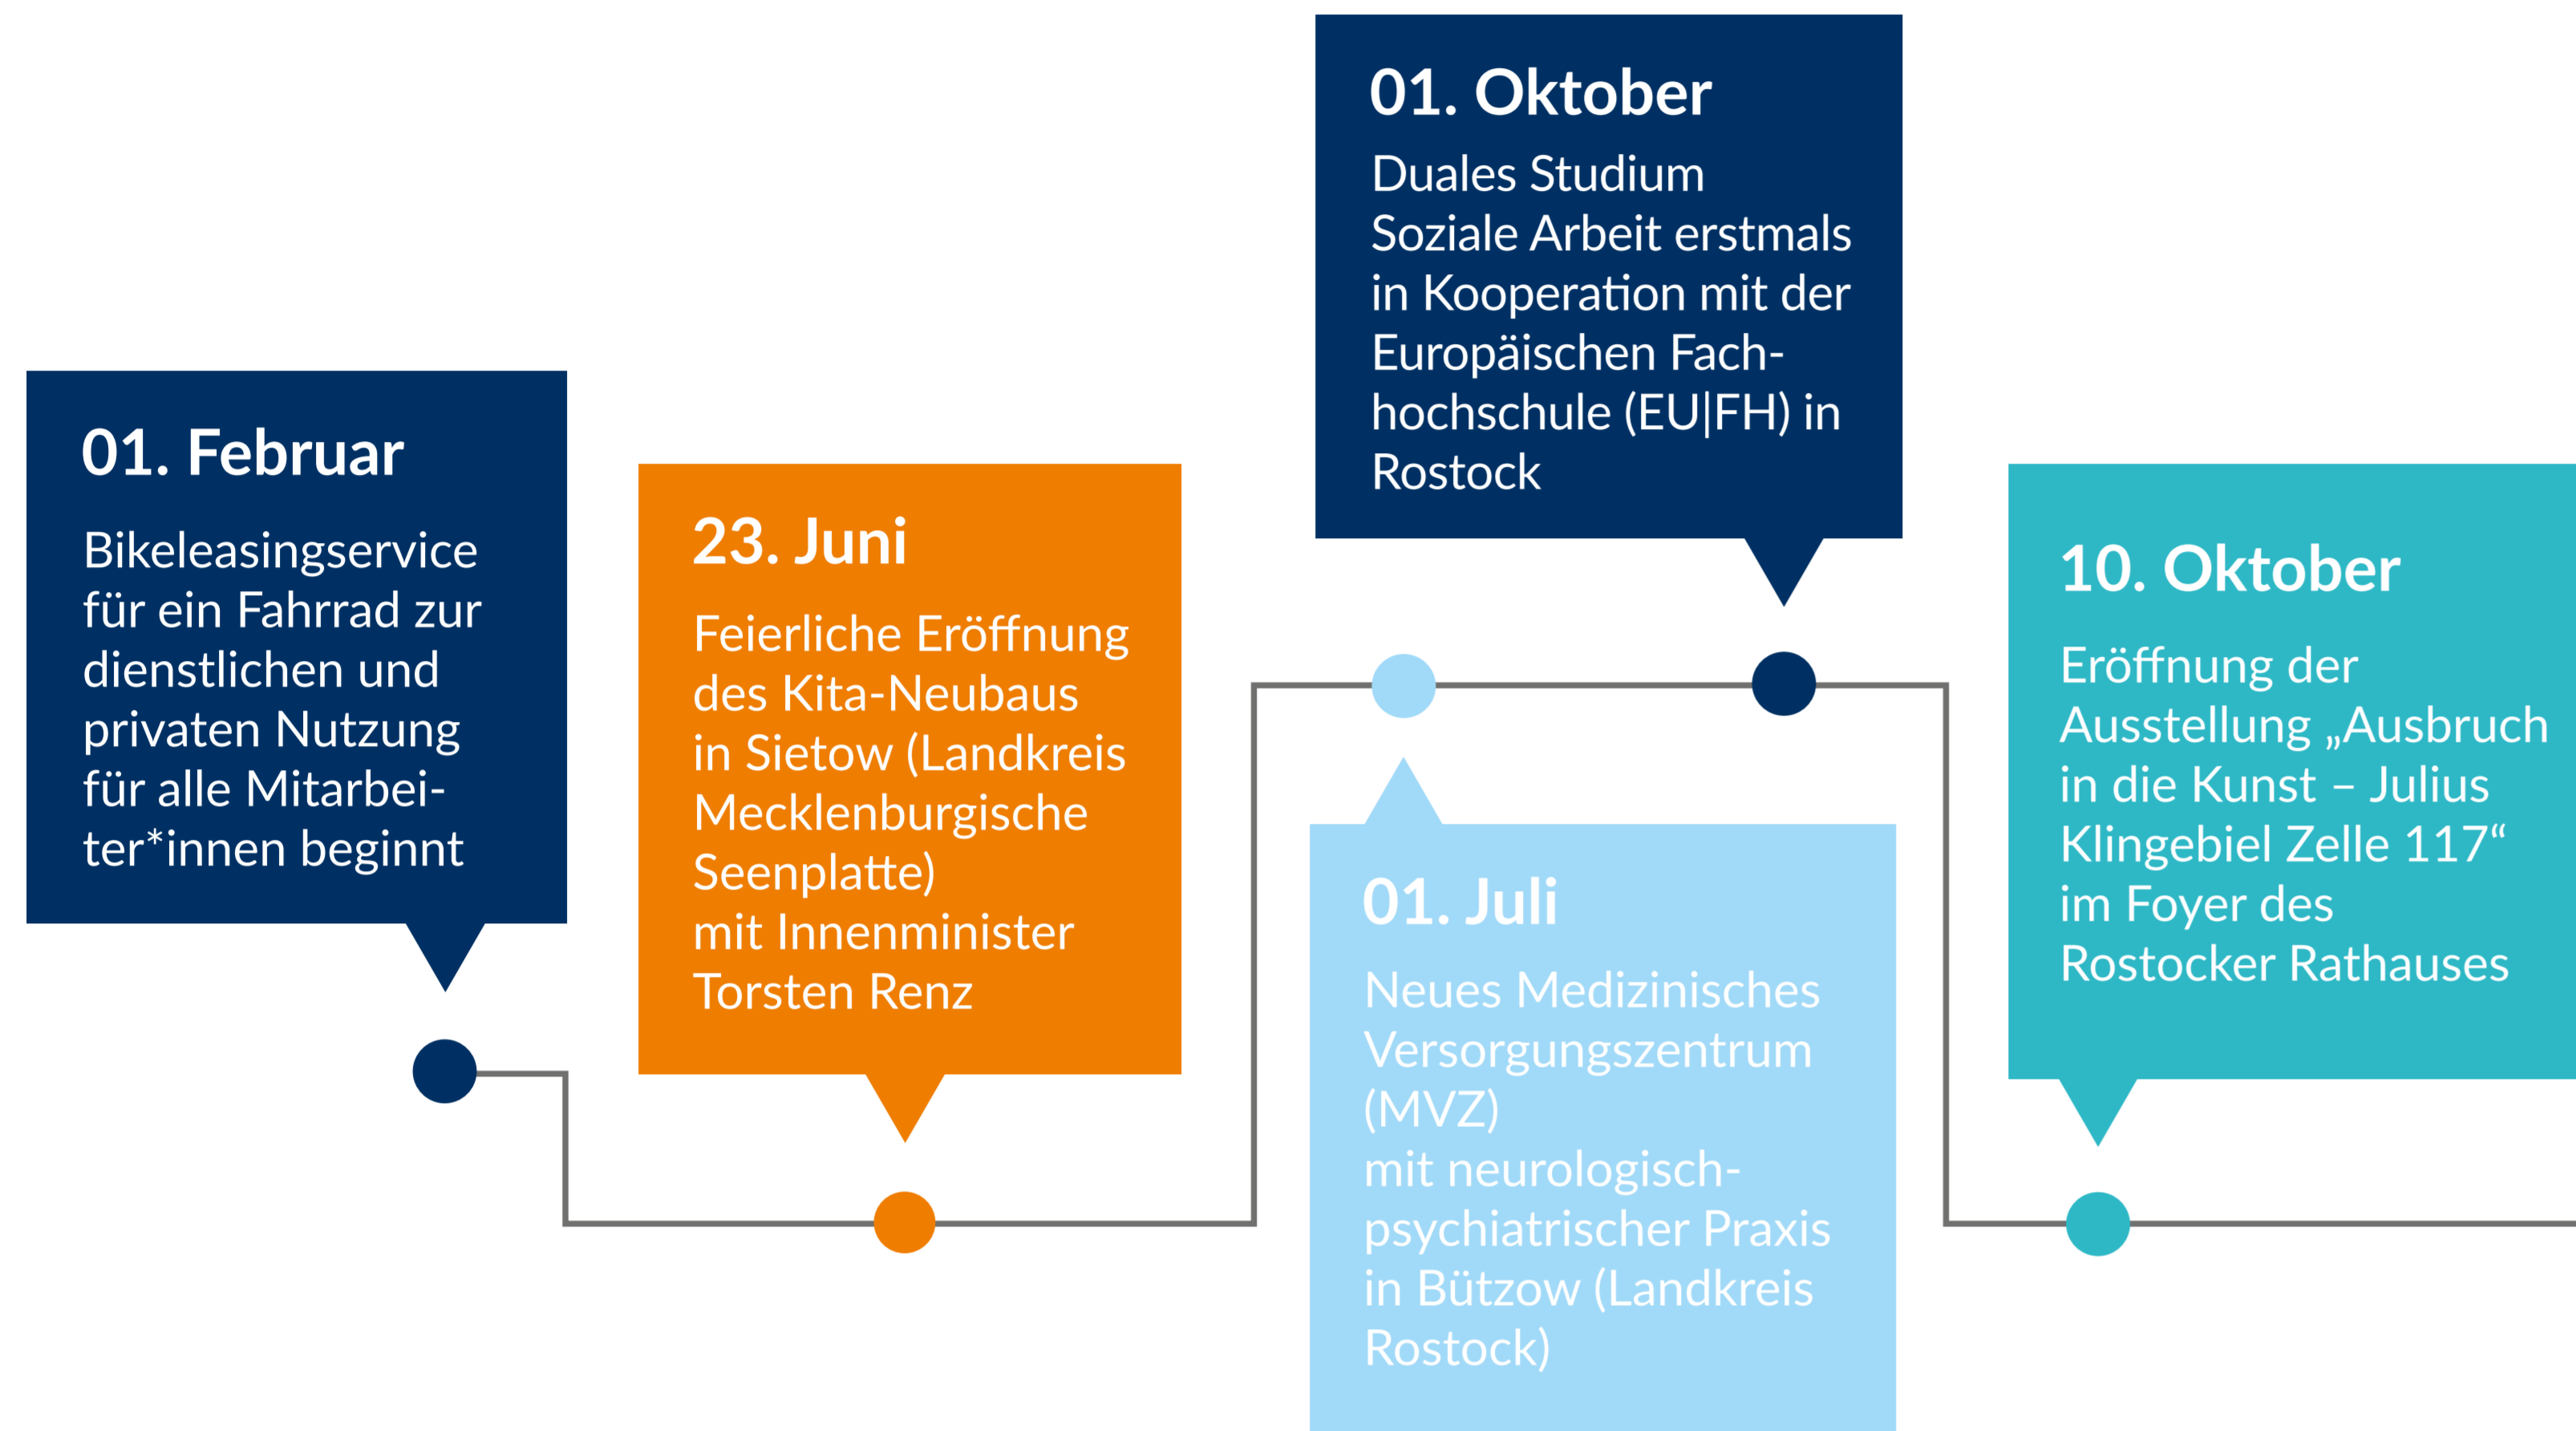 01. Februar
Bikeleasingservice
für ein Fahrrad zur
dienstlichen und
privaten Nutzung
für alle Mitarbei-
ter*innen beginnt
23. Juni
Feierliche Eröffnung
des Kita-Neubaus
in Sietow (Landkreis
Mecklenburgische
Seenplatte)
mit Innenminister
Torsten Renz
01. Juli
Neues Medizinisches
Versorgungszentrum
(MVZ)
mit neurologisch-
psychiatrischer Praxis
in Bützow (Landkreis
Rostock)
01. Oktober
Duales Studium
Soziale Arbeit erstmals
in Kooperation mit der
Europäischen Fach-
hochschule (EU|FH) in
Rostock
10. Oktober
Eröffnung der
Ausstellung „Ausbruch
in die Kunst – Julius
Klingebiel Zelle 117“
im Foyer des
Rostocker Rathauses